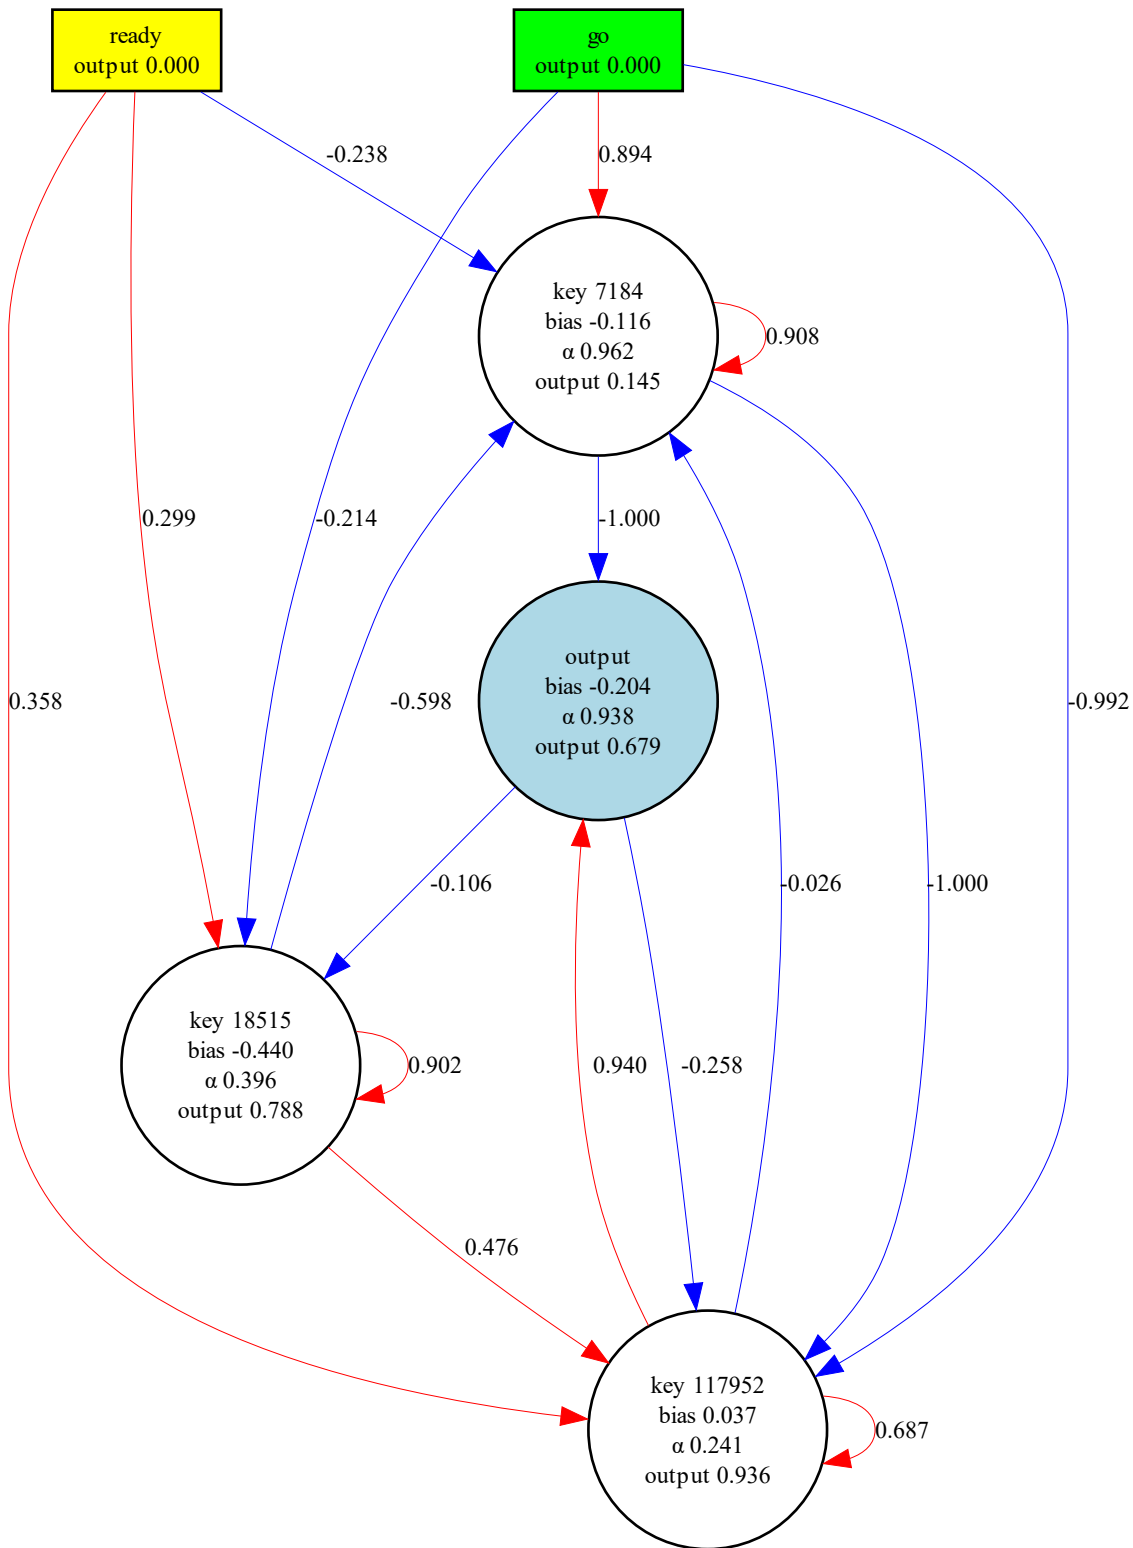 ready
output 0.000
go
output 0.000
-0.238
0.894
key 7184
bias -0.116
α 0.962
output 0.145
0.908
0.299
-0.214
-1.000
output
bias -0.204
α 0.938
output 0.679
0.358
-0.598
-0.992
-0.106
-0.026
-1.000
key 18515
bias -0.440
α 0.396
output 0.788
0.902
0.940
-0.258
0.476
key 117952
bias 0.037
α 0.241
output 0.936
0.687